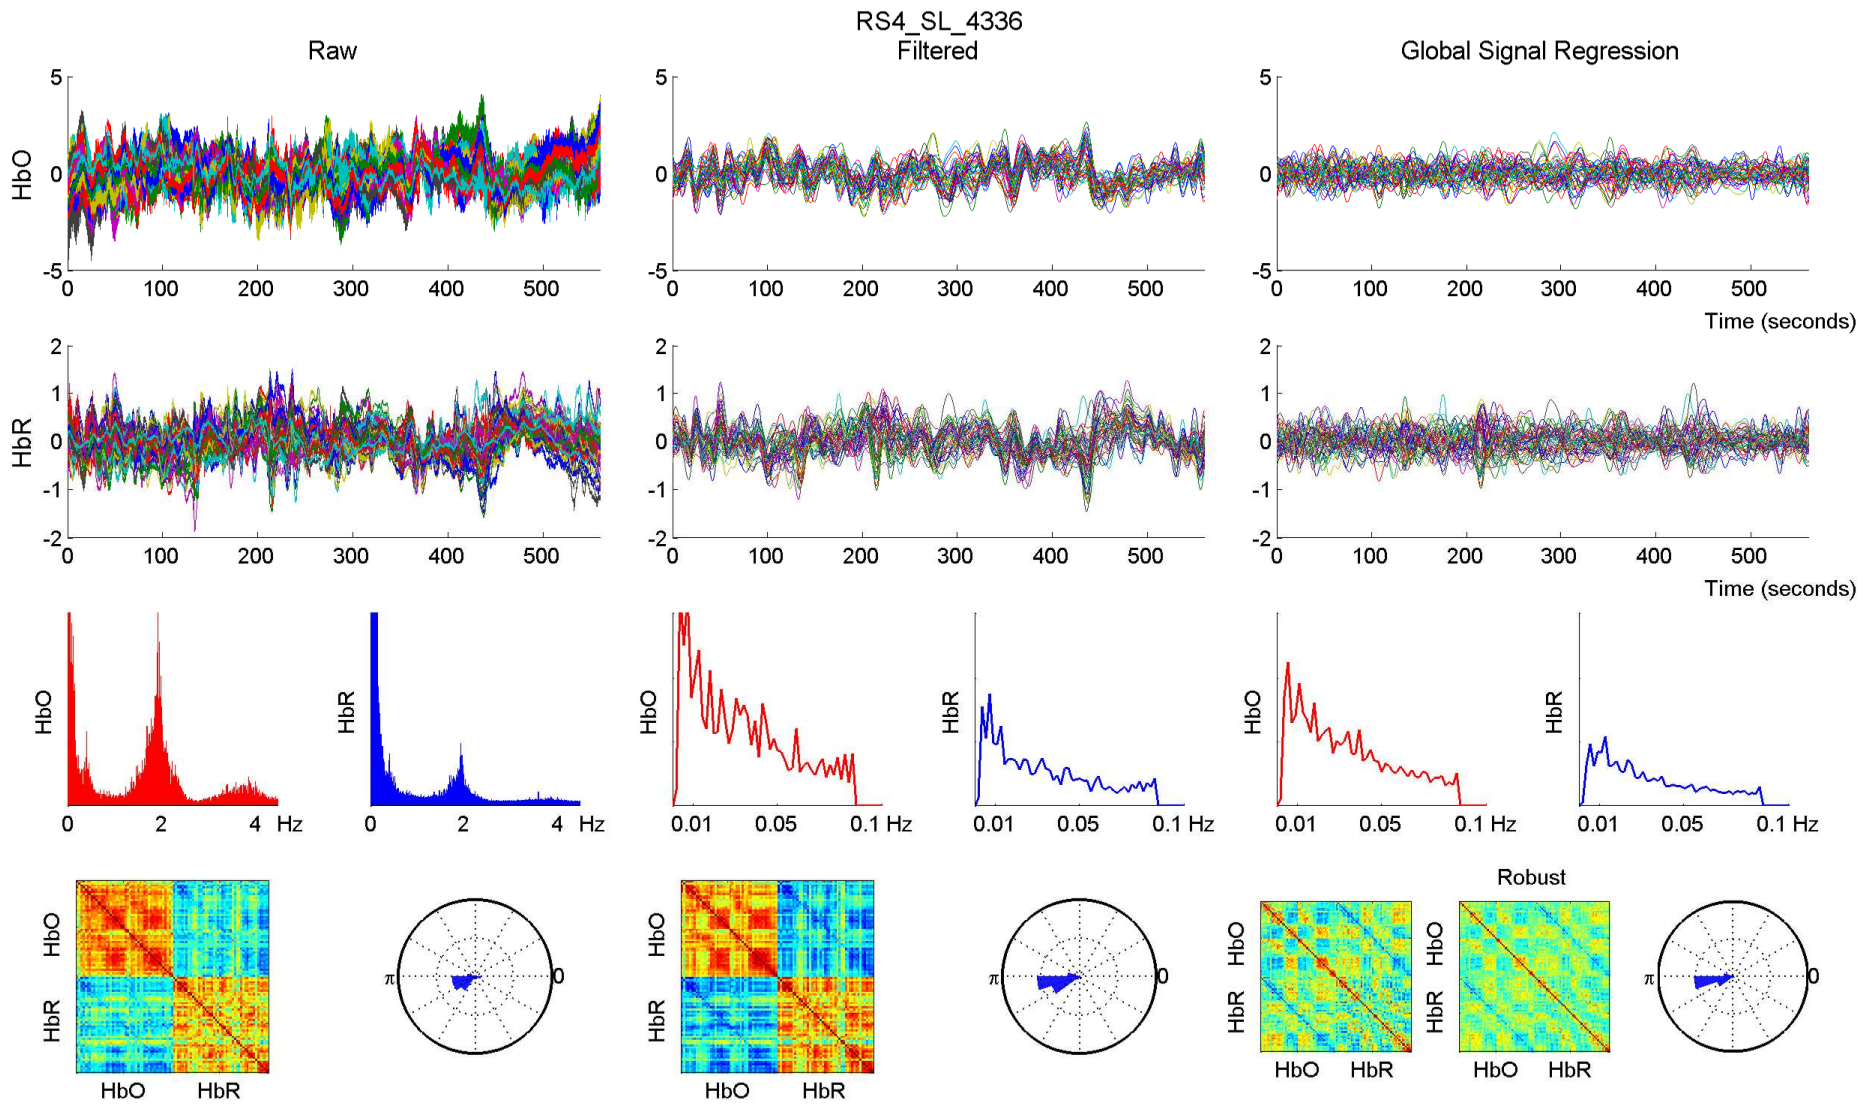 RS4_SL_4336
Raw
Filtered
Global Signal Regression
HbO
5
0
-5
0 100 200 300 400 500
5
0
-5
0 100 200 300 400 500
5
0
-5
0 100 200 300 400 500
Time (seconds)
HbR
2
1
0
-1
-2
0 100 200 300 400 500
2
1
0
-1
-2
0 100 200 300 400 500
2
1
0
-1
-2
0 100 200 300 400 500
Time (seconds)
HbO
0 2 4 Hz
HbR
0 2 4 Hz
HbO
0.01 0.05 0.1 Hz
HbR
0.01 0.05 0.1 Hz
HbO
0.01 0.05 0.1 Hz
HbR
0.01 0.05 0.1 Hz
HbO
HbR
HbO HbR
π 0
HbO HbR
π 0
HbO
HbR
HbO HbR
Robust
HbO
HbR
HbO HbR
π 0